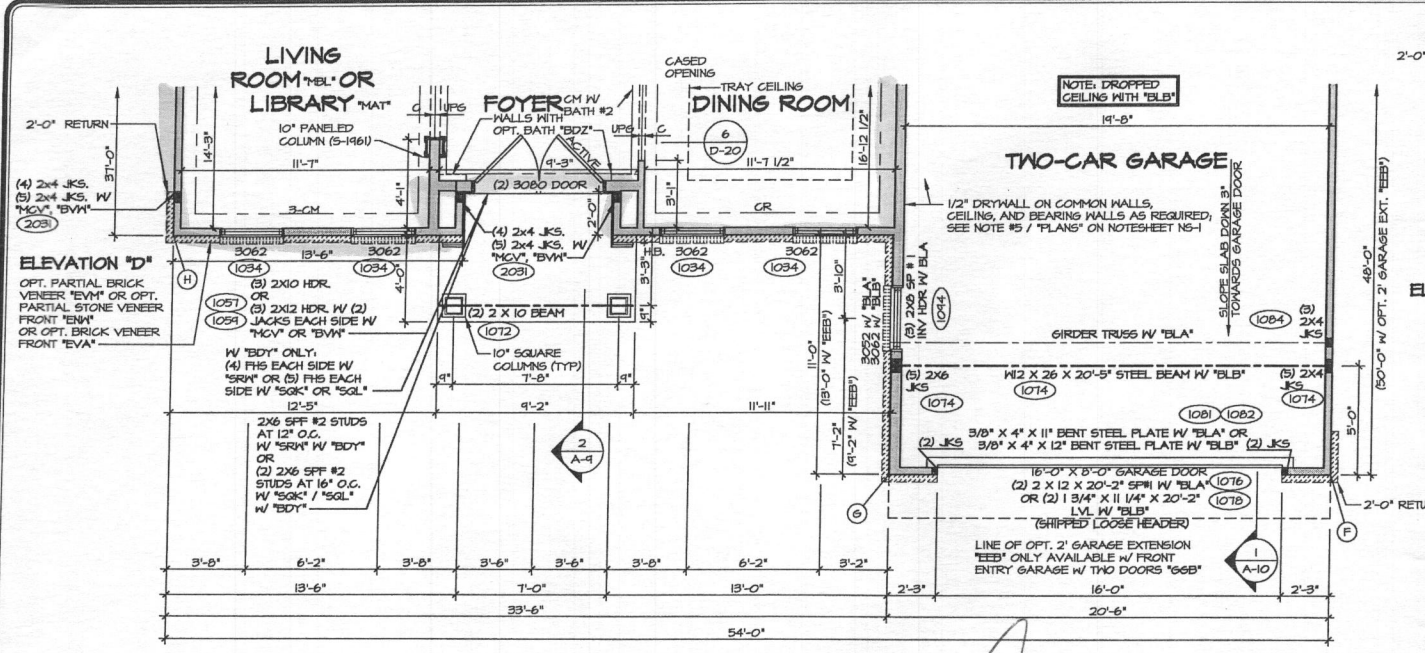 LIVING
ROOM "MBL" OR
LIBRARY "MAT"
2'-0" RETURN
37'-0"
14'-3"
10" PANELED
COLUMN (S-1961)
11'-7"
(4) 2x4 JKS.
(5) 2x4 JKS. W
"MCV", "BVW"
2031
3-CM
4'-1"
C
UPG
FOYER
CM W/
BATH #2
WALLS WITH
OPT. BATH "BDZ"
ACTIVE
9'-3"
(2) 3080 DOOR
CASED
OPENING
TRAY CEILING
DINING ROOM
UPG
C
6
D-20
11'-7 1/2"
16'-12 1/2"
3'-1"
CR
NOTE: DROPPED
CEILING WITH "BLB"
19'-8"
TWO-CAR GARAGE
1/2" DRYWALL ON COMMON WALLS,
CEILING, AND BEARING WALLS AS REQUIRED;
SEE NOTE #5 / "PLANS" ON NOTESHEET NS-1
SLOPE SLAB DOWN 3"
TOWARDS GARAGE DOOR
2'-0"
48'-0"
(50'-0" W/ OPT. 2' GARAGE EXT. "EEB")
ELEVATION "D"
OPT. PARTIAL BRICK
VENEER "EVM" OR OPT.
PARTIAL STONE VENEER
FRONT "ENW"
OR OPT. BRICK VENEER
FRONT "EVA"
H
3062
1034
13'-6"
3062
1034
4'-0"
1057
1059
(3) 2X10 HDR.
OR
(3) 2X12 HDR. W/ (2)
JACKS EACH SIDE W/
"MCV" OR "BVW"
W/ "BDY" ONLY:
(4) FHS EACH SIDE W/
"SRW" OR (5) FHS EACH
SIDE W/ "SQK" OR "SQL"
2X6 SPF #2 STUDS
AT 12" O.C.
W/ "SRW" W/ "BDY"
OR
(2) 2X6 SPF #2
STUDS AT 16" O.C.
W/ "SQK" / "SQL"
W/ "BDY"
(4) 2x4 JKS.
(5) 2x4 JKS. W/
"MCV", "BVW"
2031
2'-0"
H.B.
3062
1034
3062
1034
3'-3"
3'-10"
(2) 2 X 10 BEAM
1072
9"
10" SQUARE
COLUMNS (TYP)
9"
7'-8"
9"
12'-5"
9'-2"
11'-11"
2
A-9
11'-0"
(13'-0" W/ "EEB")
7'-2"
(9'-2" W/ "EEB")
3052 W/ "BLA"
3062 W/ "BLB"
(3) 2X6 SP #1
INV HDR W/ BLA
1094
GIRDER TRUSS W/ "BLA"
1084
(3)
2X4
JKS
(5) 2X6
JKS
1074
W12 X 26 X 20'-5" STEEL BEAM W/ "BLB"
1074
(5) 2X4
JKS
1074
1081
1082
5'-0"
3/8" X 4" X 11" BENT STEEL PLATE W/ "BLA" OR
3/8" X 4" X 12" BENT STEEL PLATE W/ "BLB"
(2) JKS
(2) JKS
16'-0" X 8'-0" GARAGE DOOR
(2) 2 X 12 X 20'-2" SP#1 W/ "BLA"
1076
OR (2) 1 3/4" X 11 1/4" X 20'-2"
1078
LVL W/ "BLB"
(SHIPPED LOOSE HEADER)
G
F
LINE OF OPT. 2' GARAGE EXTENSION
"EEB" ONLY AVAILABLE W/ FRONT
ENTRY GARAGE W/ TWO DOORS "GGB"
1
A-10
3'-8"
6'-2"
3'-8"
3'-6"
3'-6"
3'-8"
6'-2"
3'-2"
13'-6"
7'-0"
13'-0"
2'-3"
16'-0"
2'-3"
33'-6"
20'-6"
54'-0"